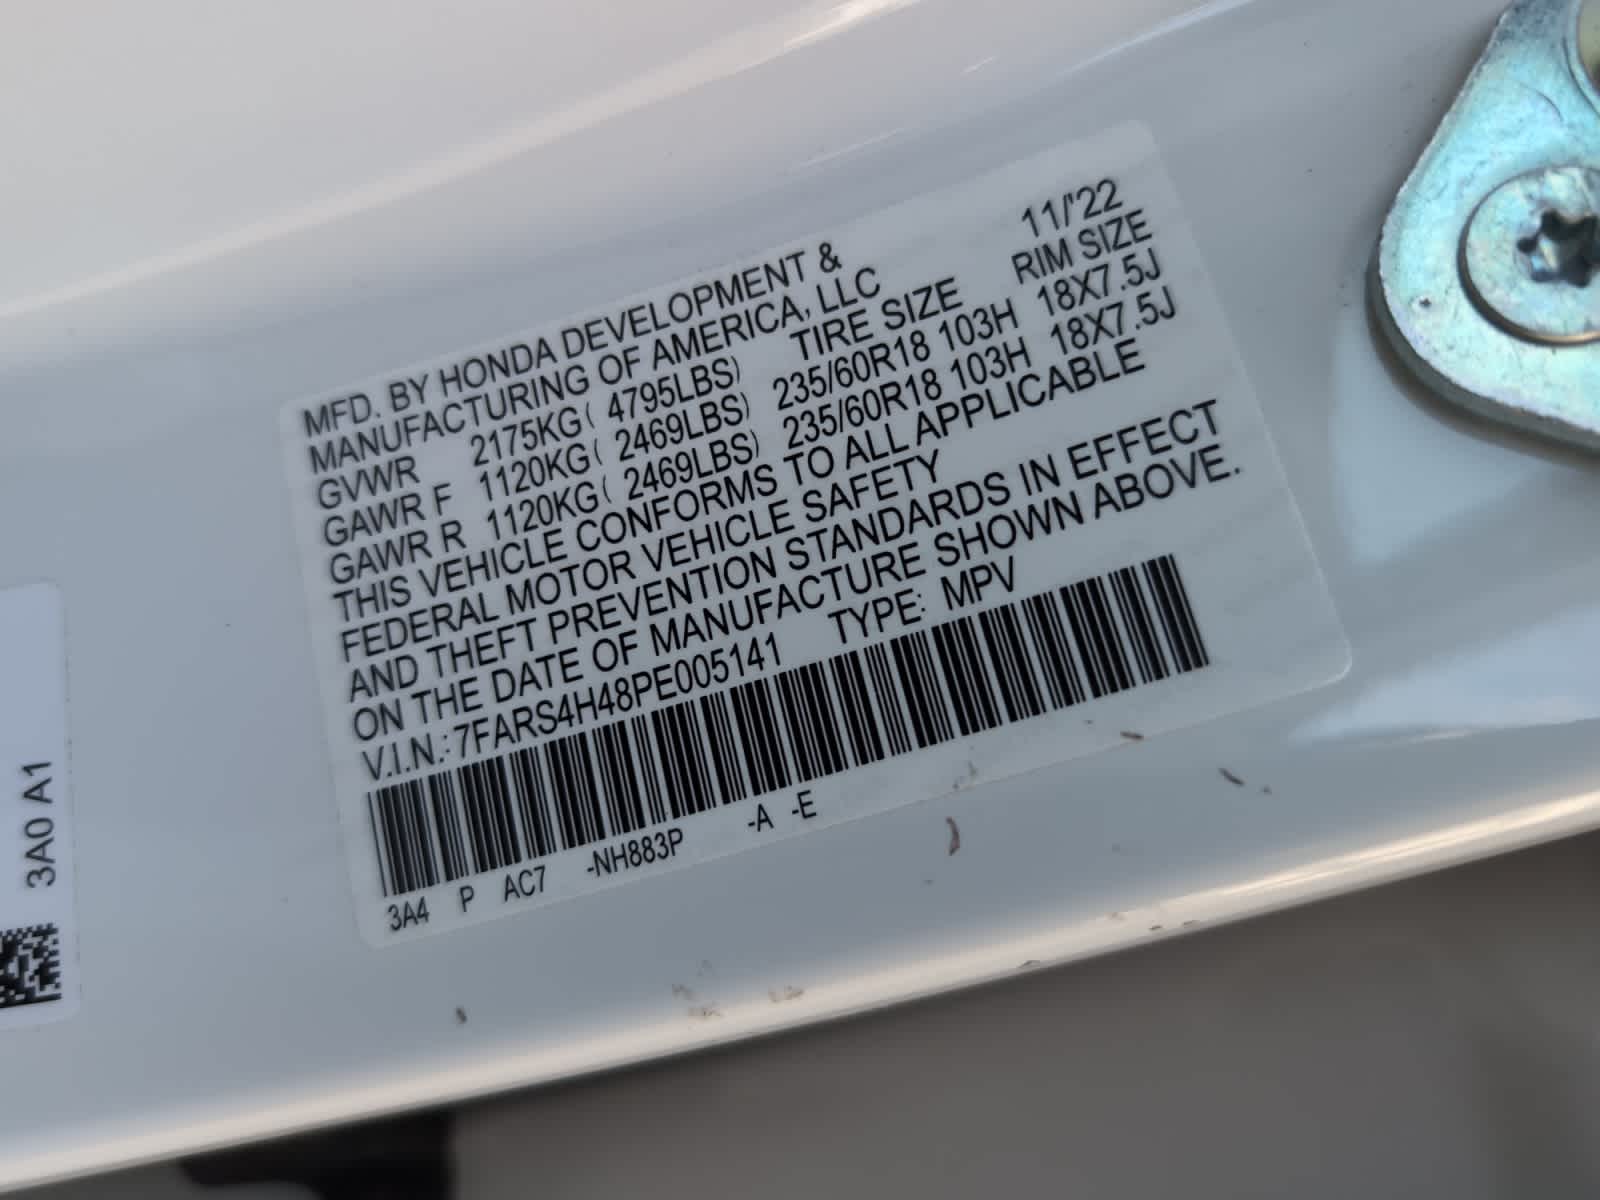 11/'22
MFD. BY HONDA DEVELOPMENT &
MANUFACTURING OF AMERICA, LLC
GVWR 2175KG( 4795LBS) TIRE SIZE RIM SIZE
GAWR F 1120KG( 2469LBS) 235/60R18 103H 18X7.5J
GAWR R 1120KG( 2469LBS) 235/60R18 103H 18X7.5J
THIS VEHICLE CONFORMS TO ALL APPLICABLE
FEDERAL MOTOR VEHICLE SAFETY
AND THEFT PREVENTION STANDARDS IN EFFECT
ON THE DATE OF MANUFACTURE SHOWN ABOVE.
V.I.N.: 7FARS4H48PE005141 TYPE: MPV
3A4 P AC7 -NH883P -A -E
3A0 A1